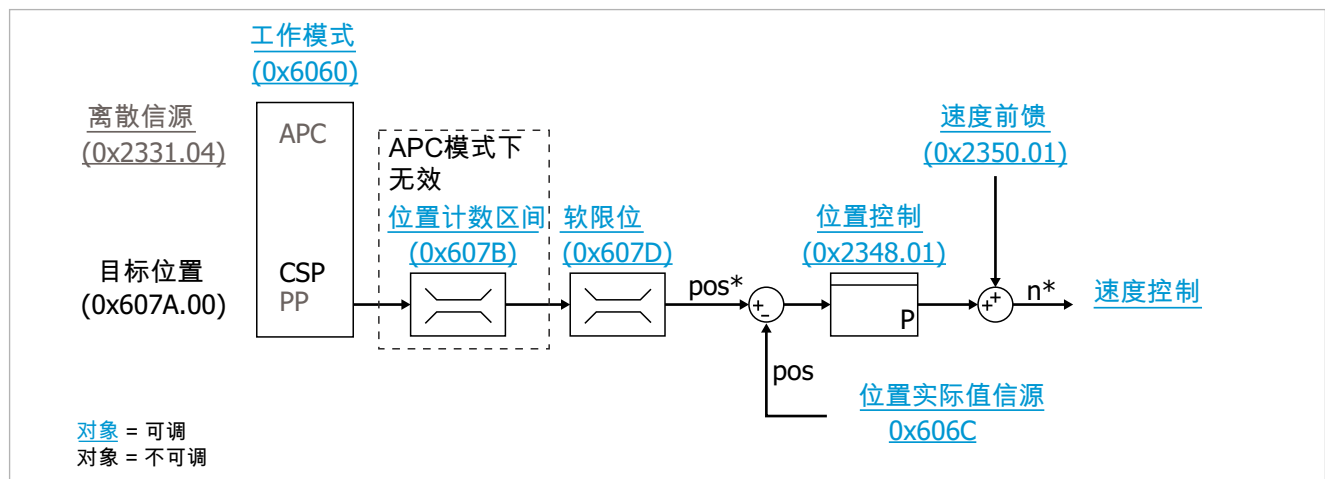 工作模式
(0x6060)
离散信源
(0x2331.04)
APC
APC模式下
无效
速度前馈
(0x2350.01)
位置计数区间
(0x607B)
软限位
(0x607D)
位置控制
(0x2348.01)
目标位置
(0x607A.00)
CSP
PP
pos*
+
-
P
+
+
n*
速度控制
pos
位置实际值信源
0x606C
对象 = 可调
对象 = 不可调